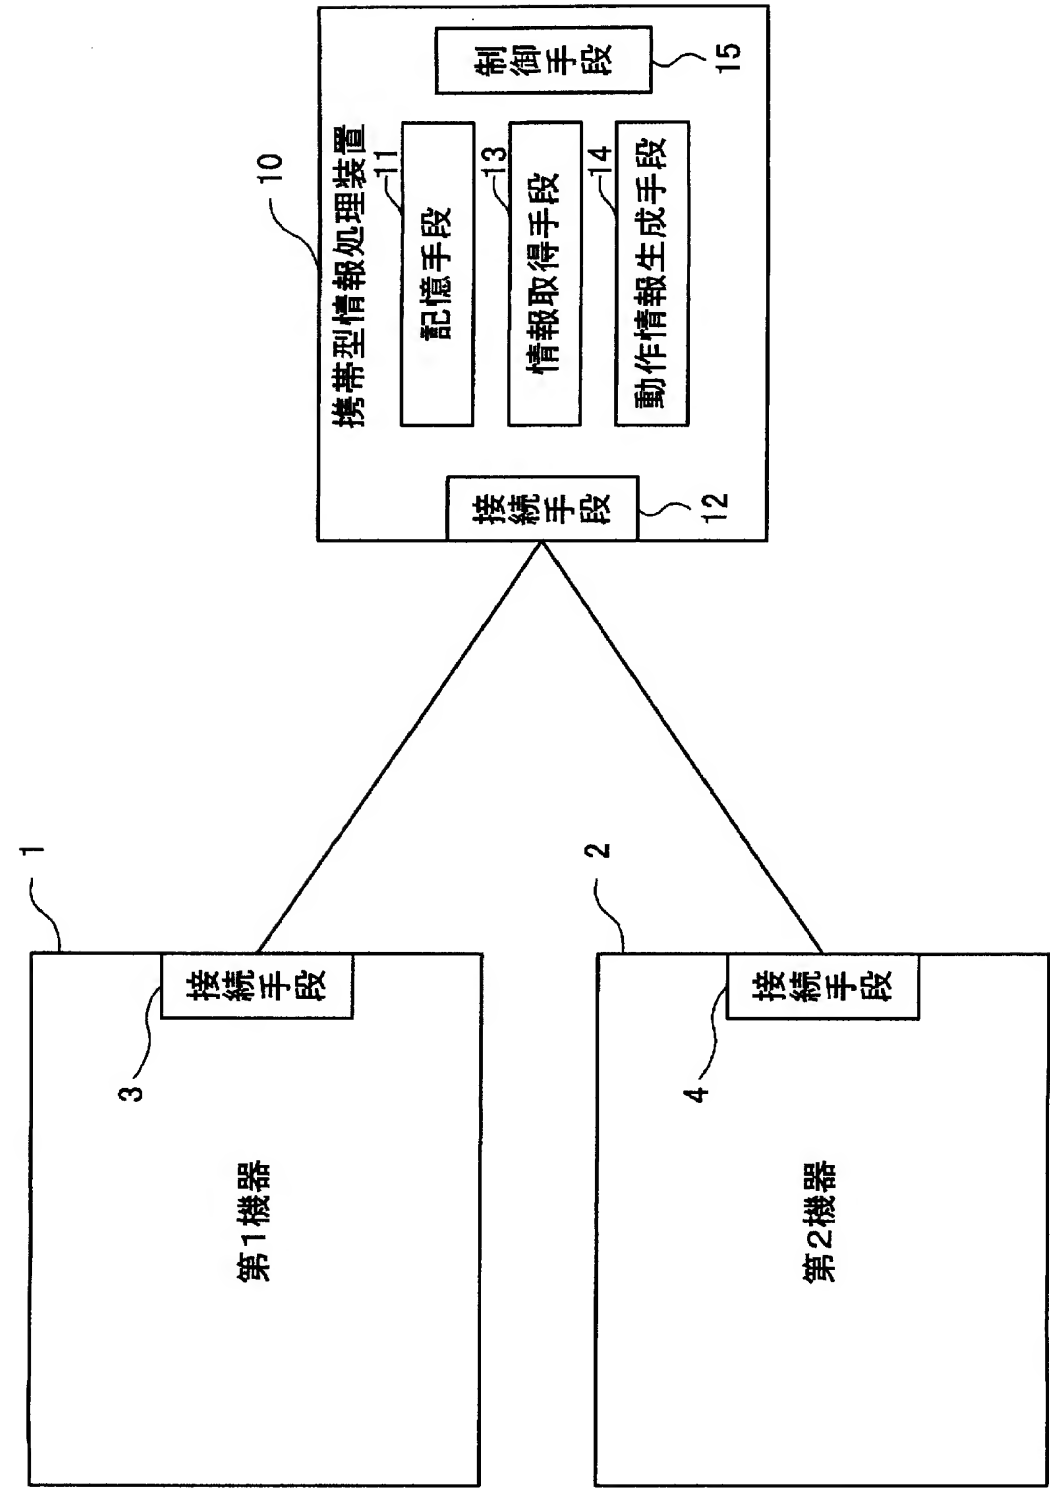 1
3
接続手段
第1機器
2
4
接続手段
第2機器
10
携帯型情報処理装置
11
記憶手段
13
情報取得手段
14
動作情報生成手段
接続手段
12
制御手段
15